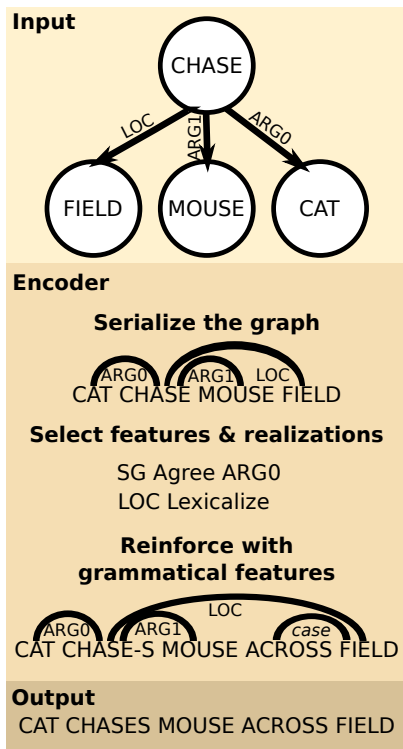 Input
CHASE
LOC
ARG1
ARG0
FIELD
MOUSE
CAT
Encoder
Serialize the graph
ARG0
ARG1
LOC
CAT CHASE MOUSE FIELD
Select features & realizations
SG Agree ARG0
LOC Lexicalize
Reinforce with
grammatical features
LOC
ARG0
ARG1
case
CAT CHASE-S MOUSE ACROSS FIELD
Output
CAT CHASES MOUSE ACROSS FIELD